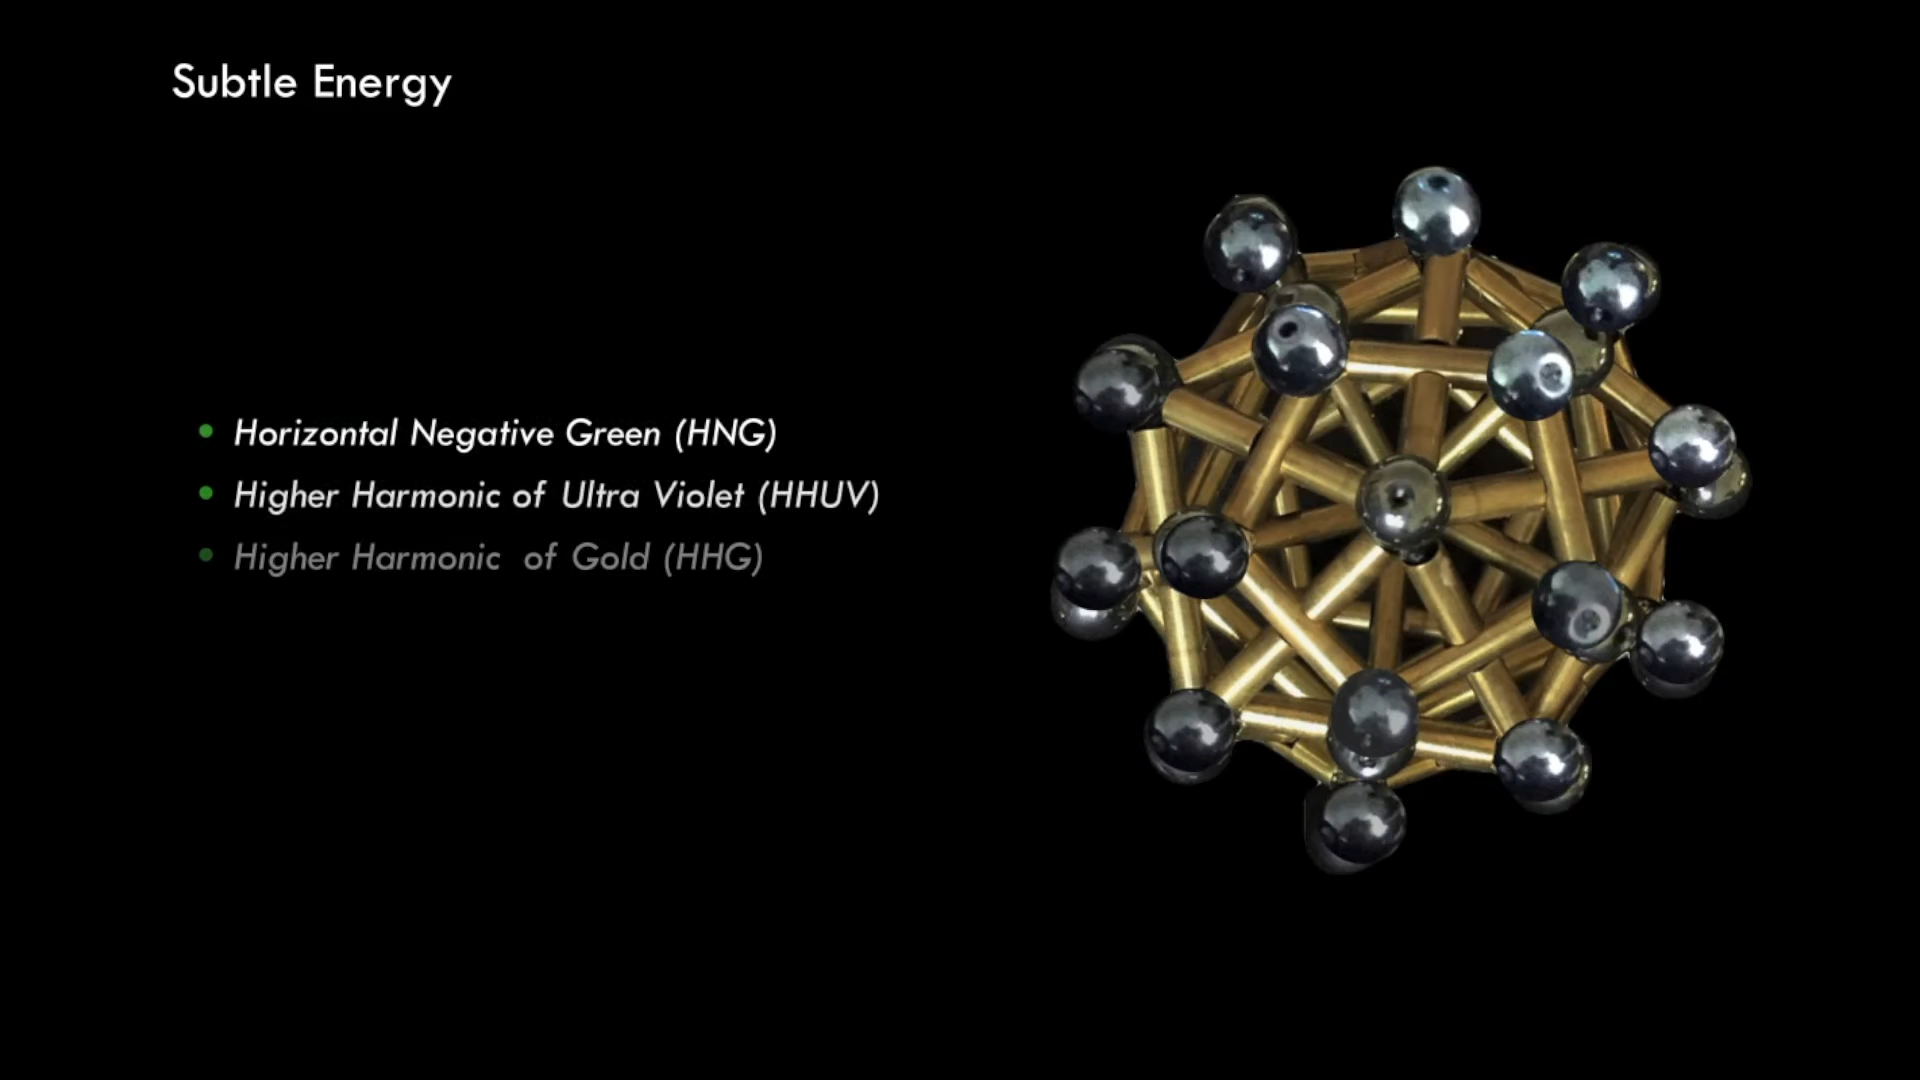 Subtle Energy
• Horizontal Negative Green (HNG)
• Higher Harmonic of Ultra Violet (HHUV)
• Higher Harmonic of Gold (HHG)